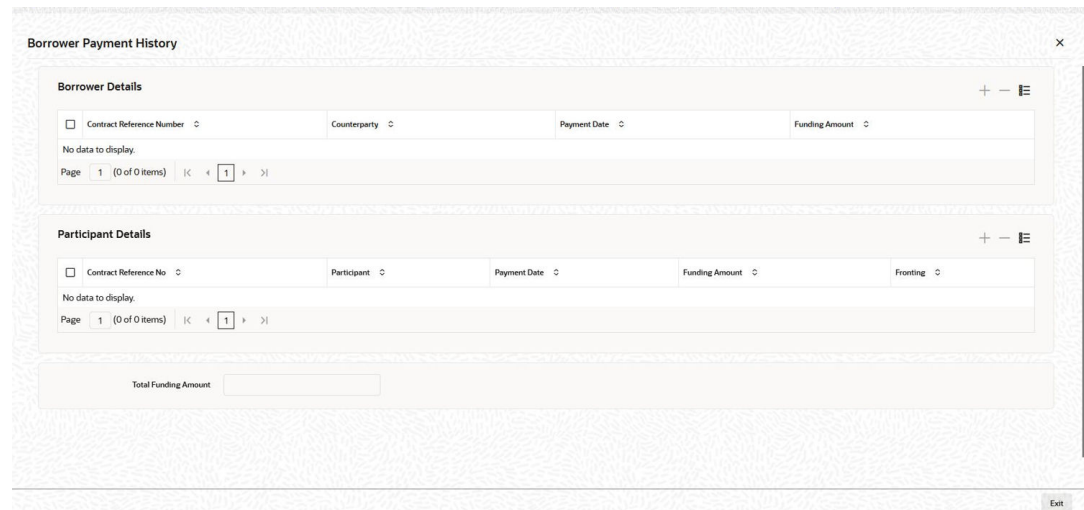 Borrower Payment History
Borrower Details
Contract Reference Number Counterparty Payment Date Funding Amount
No data to display.
Page 1 (0 of 0 items) 1
Participant Details
Contract Reference No Participant Payment Date Funding Amount Fronting
No data to display.
Page 1 (0 of 0 items) 1
Total Funding Amount
Exit